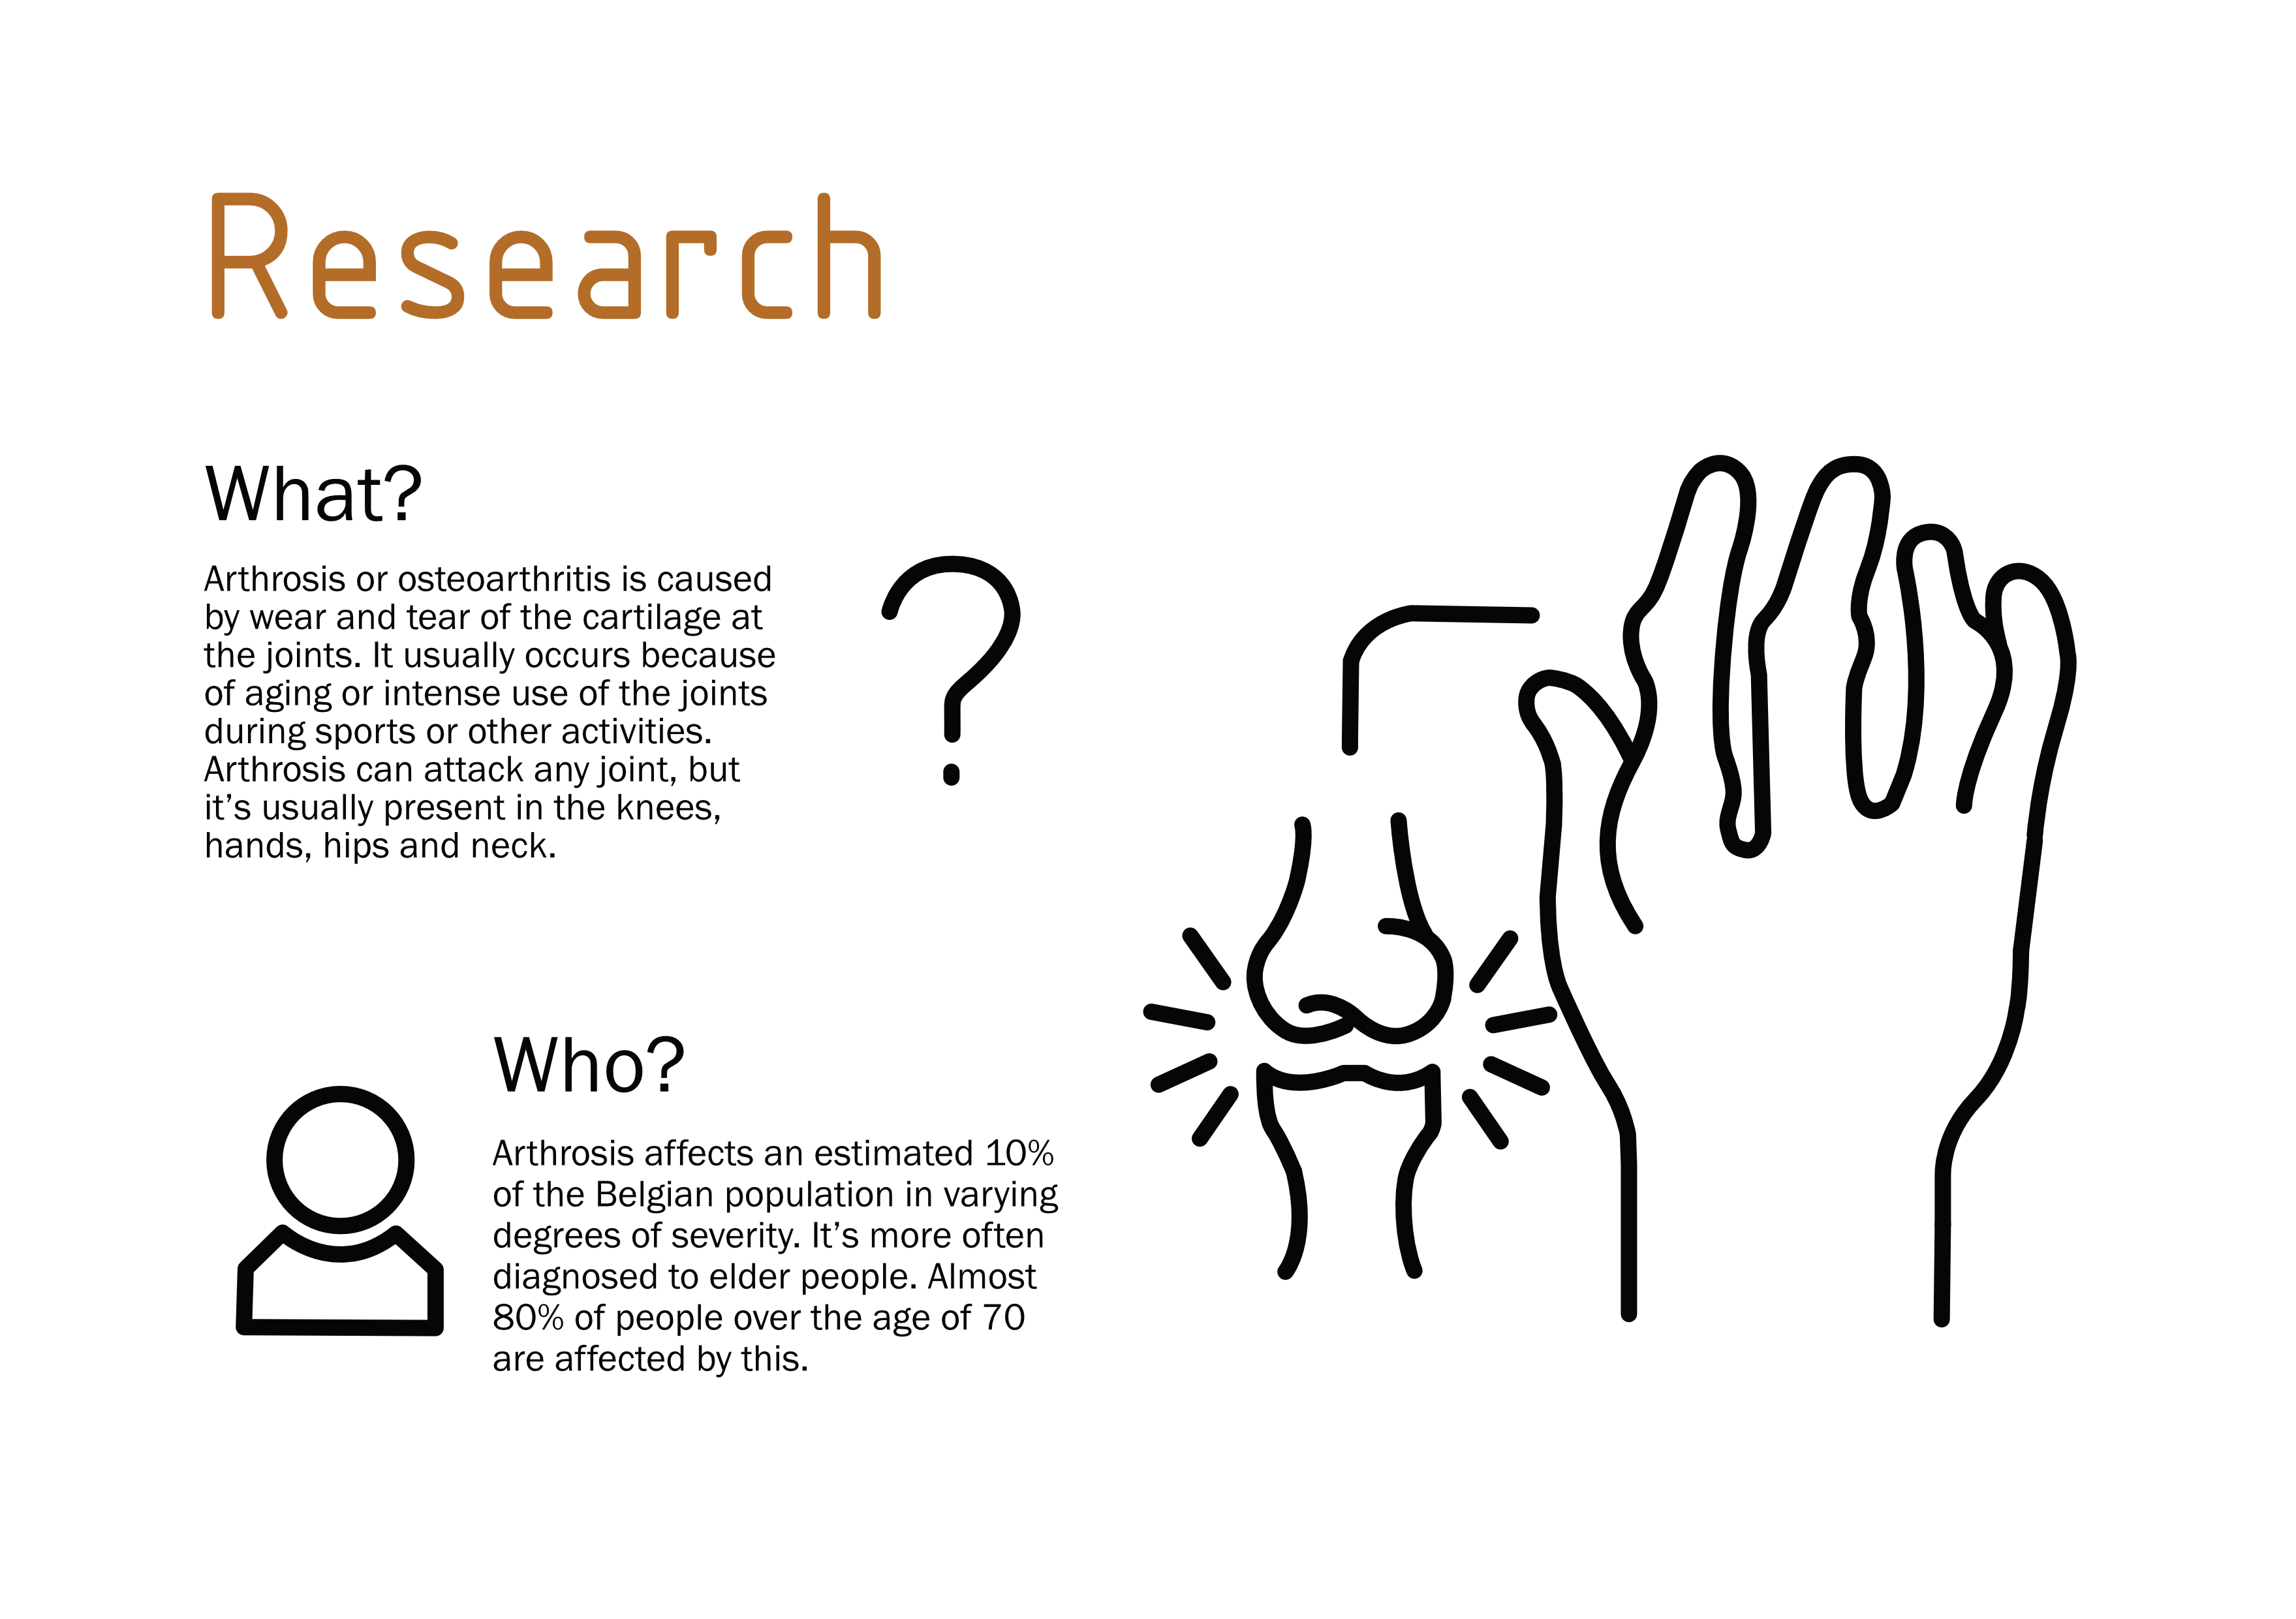 Research
What?
Arthrosis or osteoarthritis is caused
by wear and tear of the cartilage at
the joints. It usually occurs because
of aging or intense use of the joints
during sports or other activities.
Arthrosis can attack any joint, but
it’s usually present in the knees,
hands, hips and neck.
?
Who?
Arthrosis affects an estimated 10%
of the Belgian population in varying
degrees of severity. It’s more often
diagnosed to elder people. Almost
80% of people over the age of 70
are affected by this.